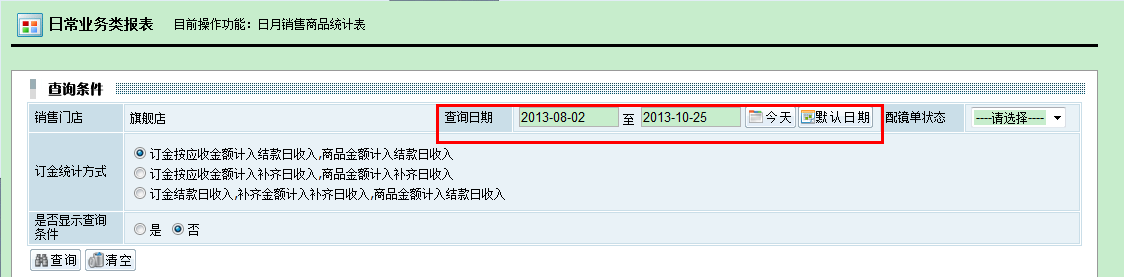 日常业务类报表 目前操作功能：日月销售商品统计表
查询条件
销售门店 旗舰店 查询日期 2013-08-02 至 2013-10-25 今天 默认日期 配镜单状态 ----请选择----
订金统计方式
订金按应收金额计入结款日收入,商品金额计入结款日收入
订金按应收金额计入补齐日收入,商品金额计入补齐日收入
订金结款日收入,补齐金额计入补齐日收入,商品金额计入结款日收入
是否显示查询
条件
是 否
查询 清空